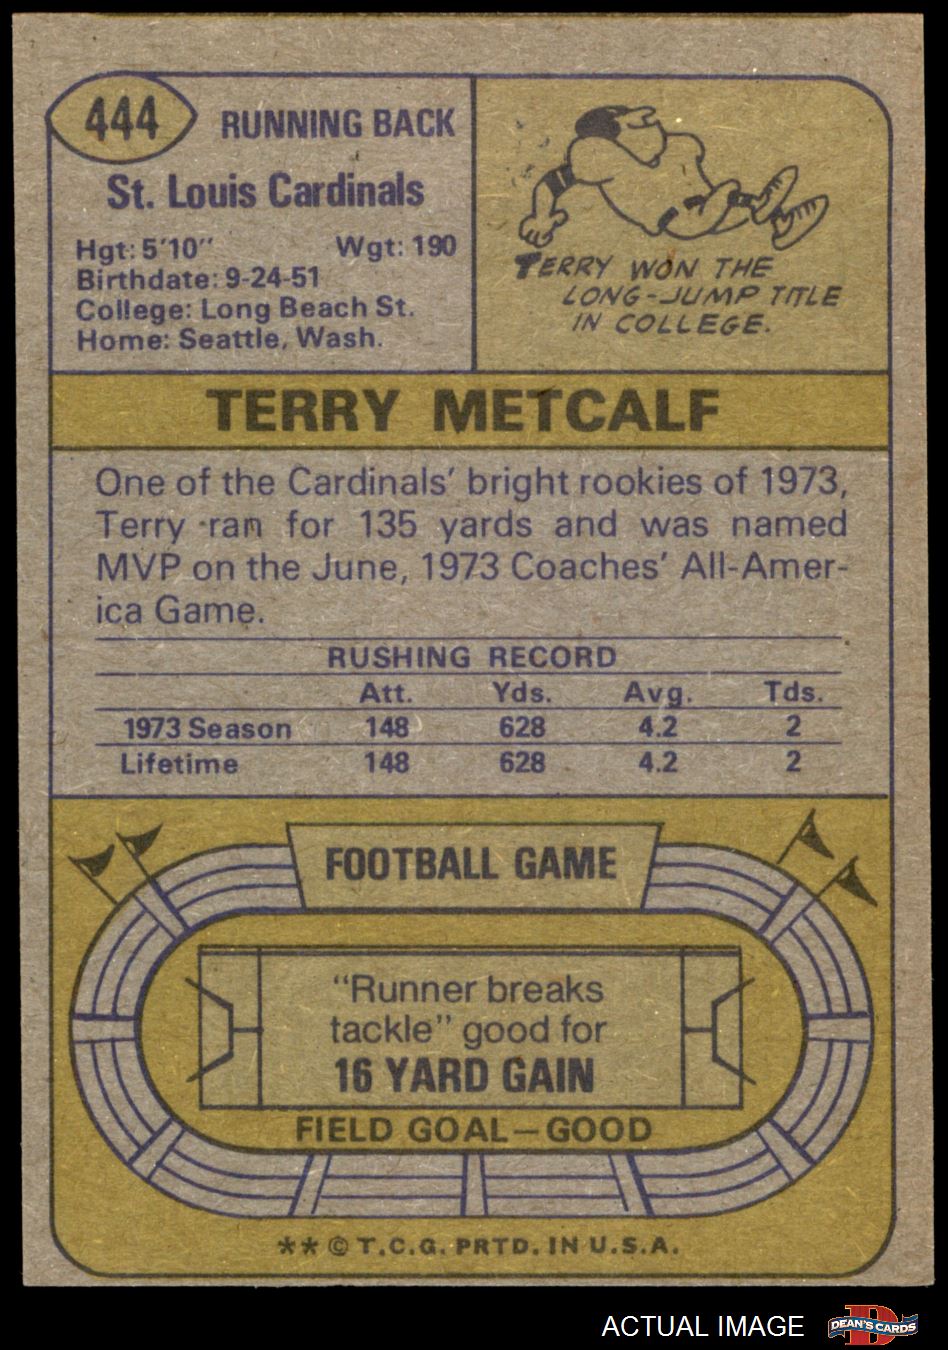 444
RUNNING BACK
St. Louis Cardinals
Hgt: 5'10" Wgt: 190
Birthdate: 9-24-51
College: Long Beach St.
Home: Seattle, Wash.
TERRY WON THE
LONG-JUMP TITLE
IN COLLEGE.
TERRY METCALF
One of the Cardinals' bright rookies of 1973,
Terry ran for 135 yards and was named
MVP on the June, 1973 Coaches' All-Amer-
ica Game.
RUSHING RECORD
Att. Yds. Avg. Tds.
1973 Season 148 628 4.2 2
Lifetime 148 628 4.2 2
FOOTBALL GAME
"Runner breaks
tackle" good for
16 YARD GAIN
FIELD GOAL—GOOD
** © T.C.G. PRTD. IN U.S.A.
ACTUAL IMAGE
DEAN'S CARDS